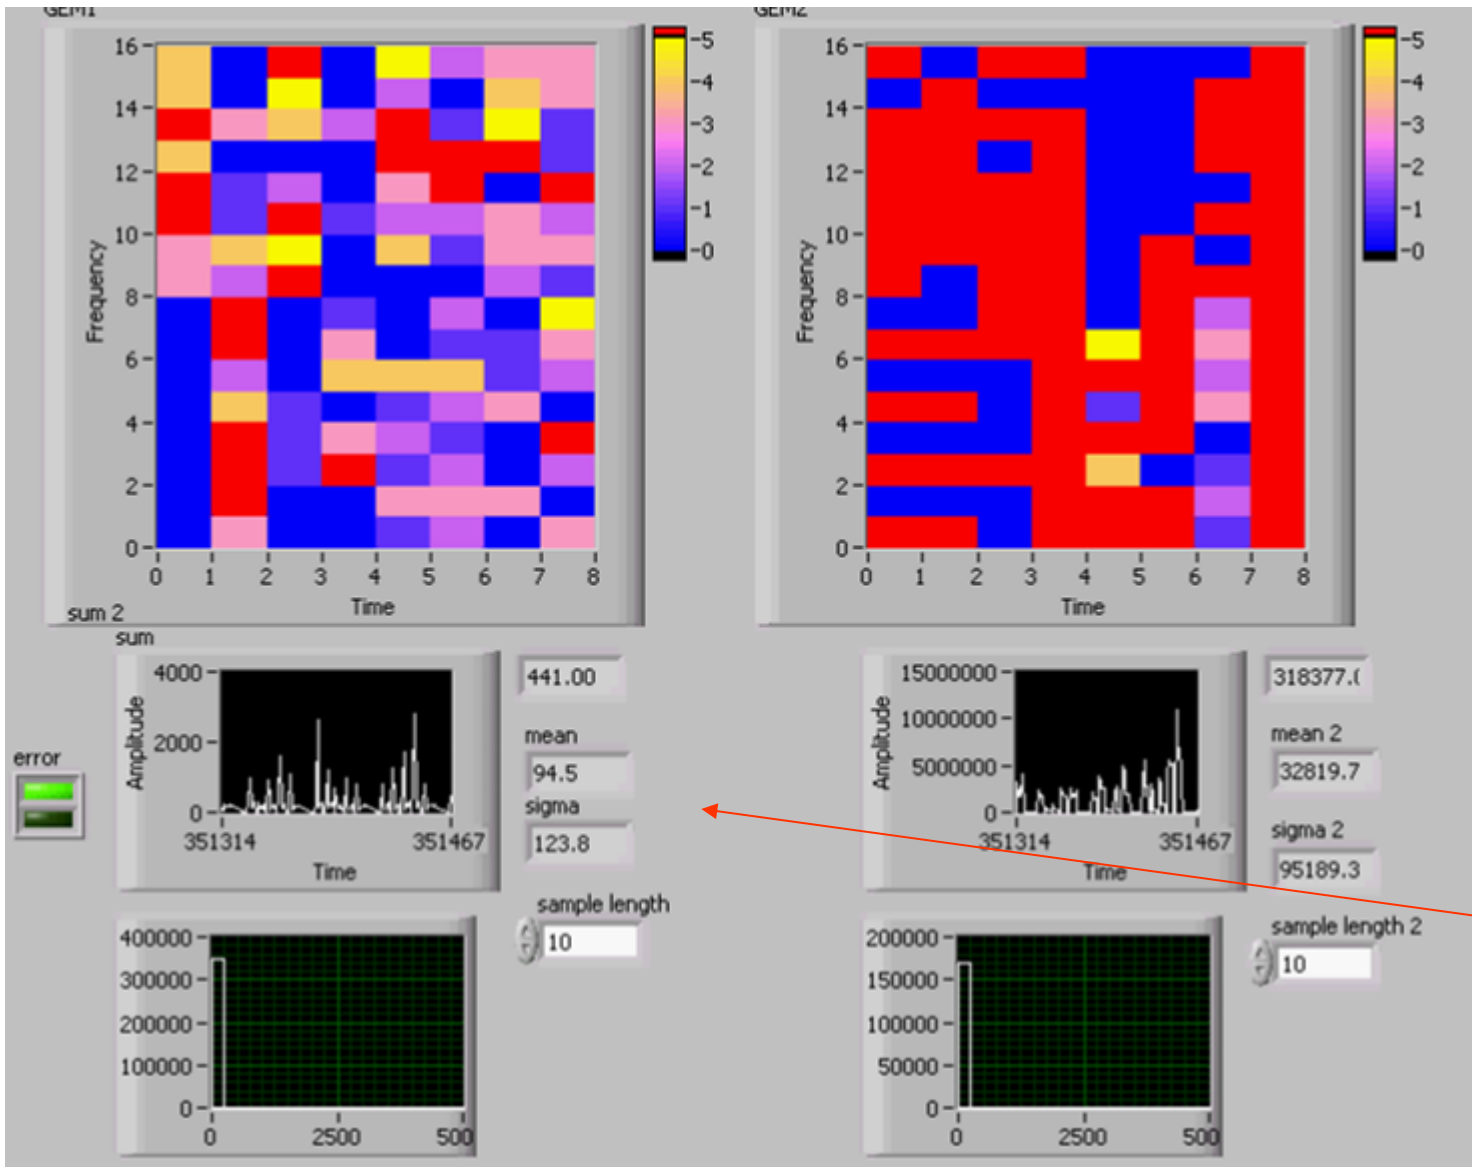 GEM1
16
14
12
10
8
6
4
2
0
Frequency
0 1 2 3 4 5 6 7 8
Time
5
4
3
2
1
0
GEM2
16
14
12
10
8
6
4
2
0
Frequency
0 1 2 3 4 5 6 7 8
Time
5
4
3
2
1
0
sum 2
sum
4000
2000
0
Amplitude
351314 351467
Time
441.00
mean
94.5
sigma
123.8
sample length
10
error
15000000
10000000
5000000
0
Amplitude
351314 351467
Time
318377.(
mean 2
32819.7
sigma 2
95189.3
sample length 2
10
400000
300000
200000
100000
0
0 2500 500
200000
150000
100000
50000
0
0 2500 500